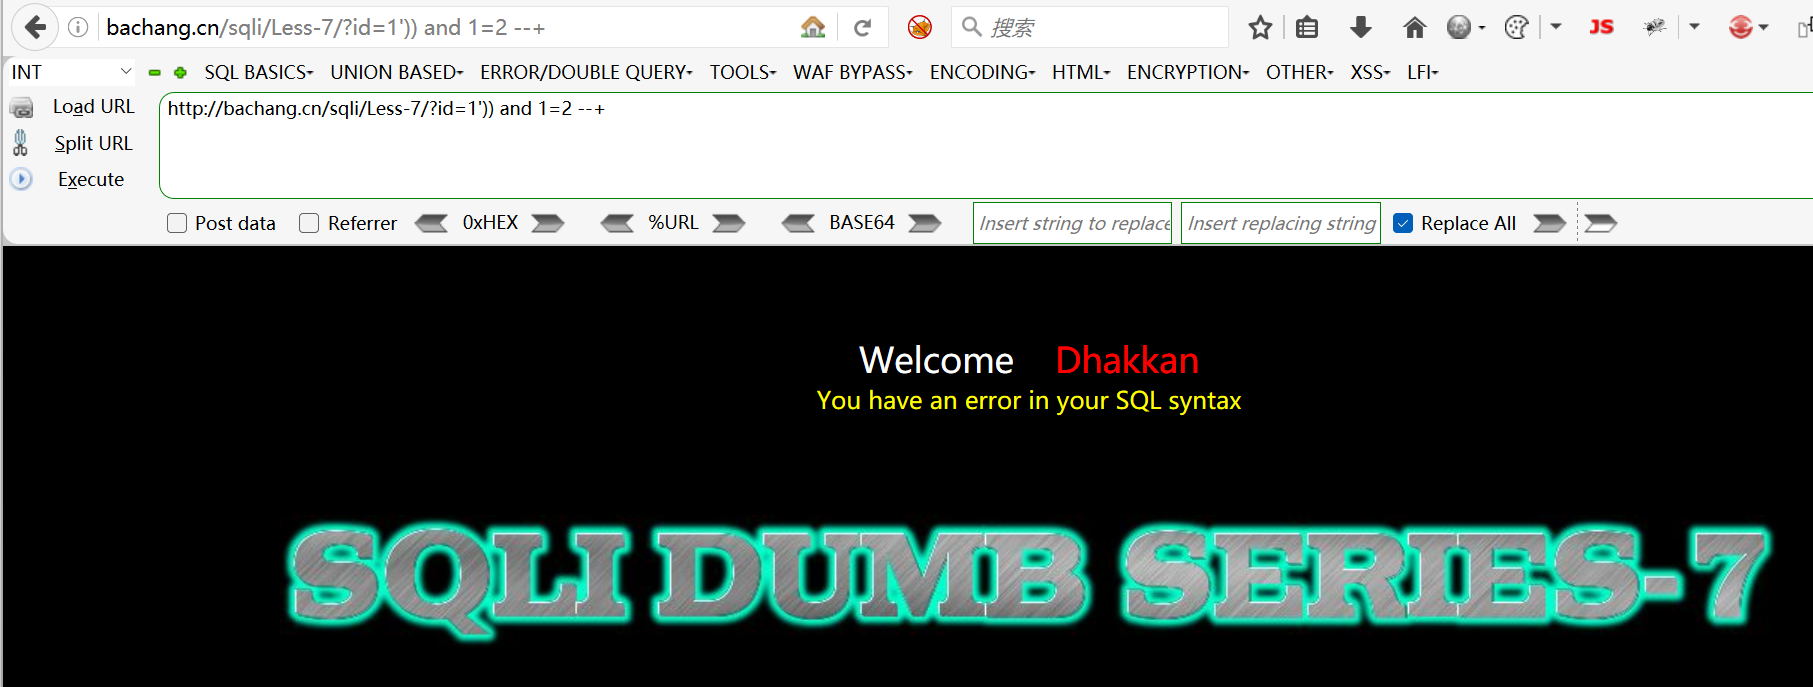 bachang.cn/sqli/Less-7/?id=1')) and 1=2 --+
搜索
JS
INT
SQL BASICS UNION BASED ERROR/DOUBLE QUERY TOOLS WAF BYPASS ENCODING HTML ENCRYPTION OTHER XSS LFI
Load URL
http://bachang.cn/sqli/Less-7/?id=1')) and 1=2 --+
Split URL
Execute
Post data Referrer 0xHEX %URL BASE64 Insert string to replace Insert replacing string Replace All
Welcome Dhakkan
You have an error in your SQL syntax
SQLI DUMB SERIES-7